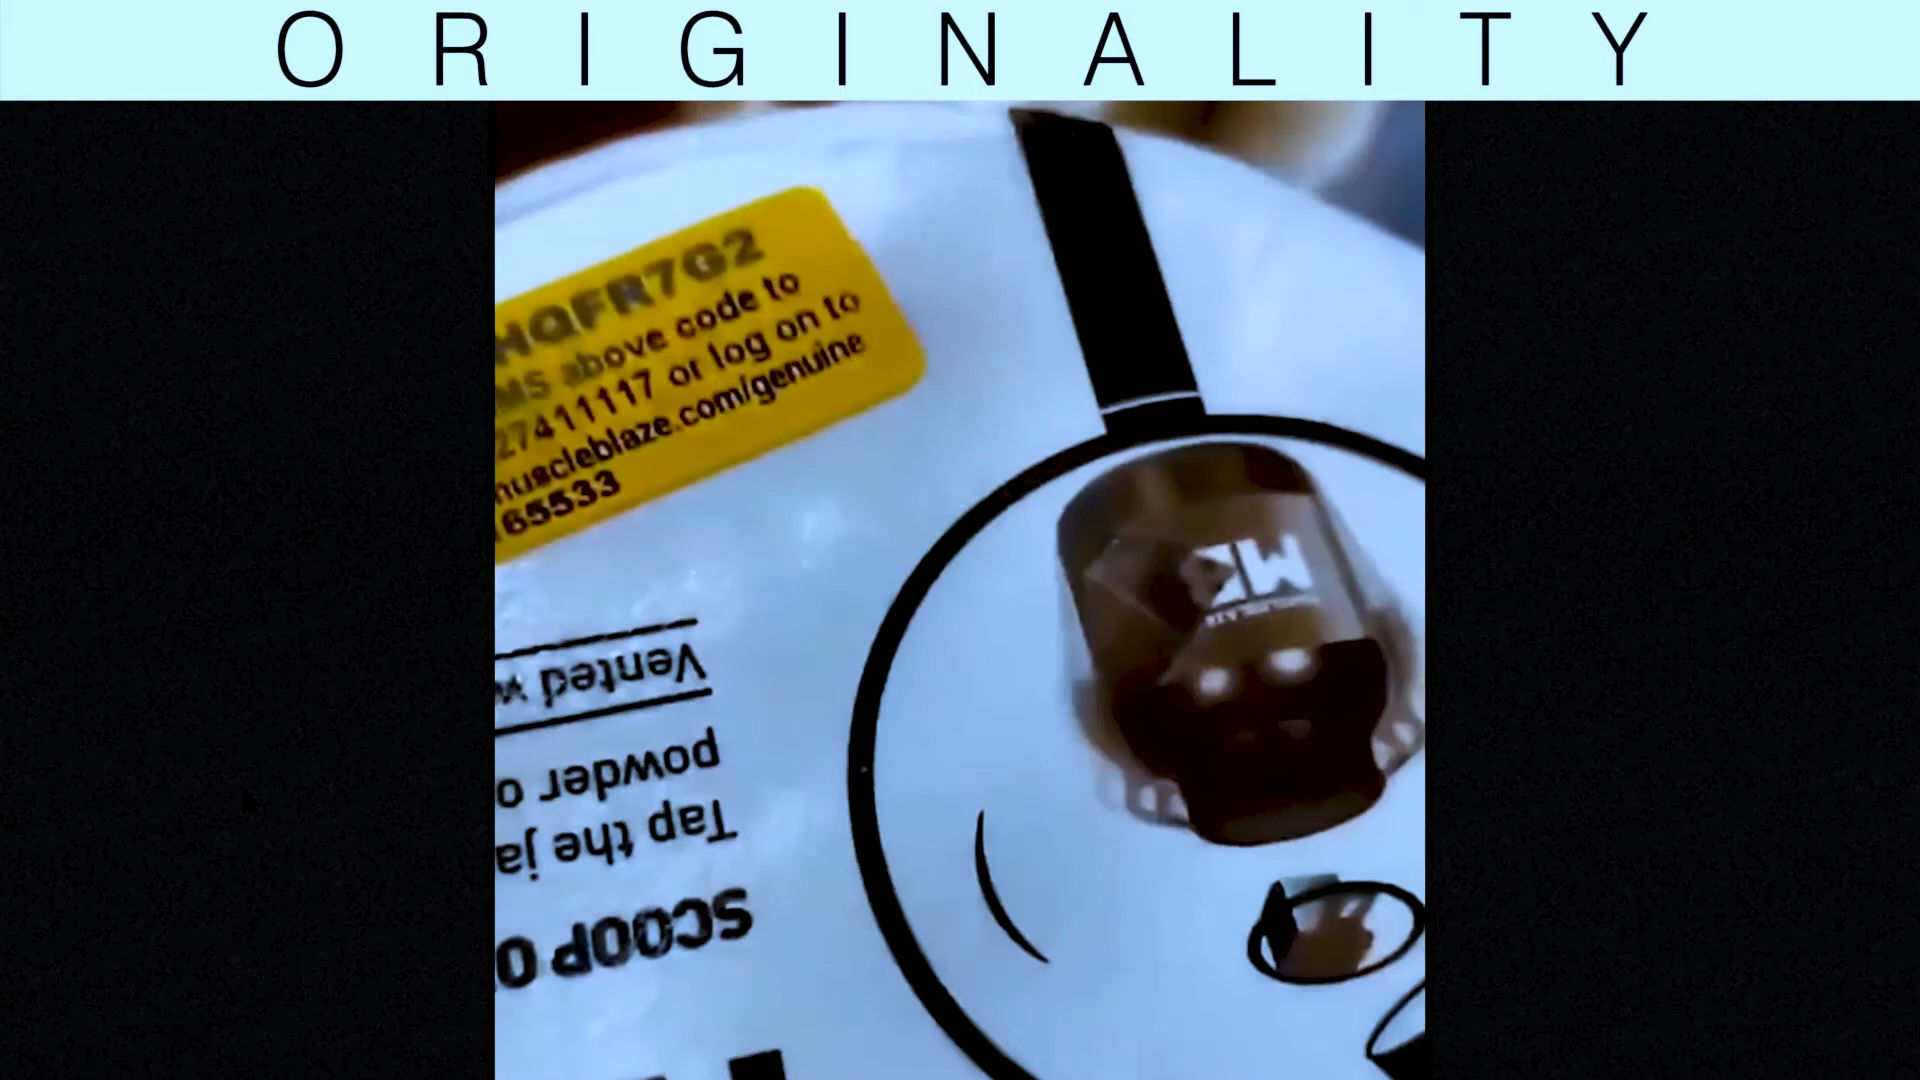 ORIGINALITY
HQFR7G2
MS above code to
27411117 or log on to
muscleblaze.com/genuine
65533
SCOOP O
Tap the ja
powder o
Vented w